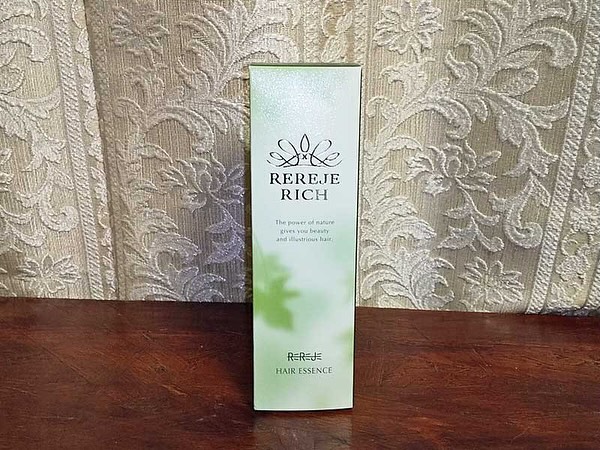 REREJE
RICH
The power of nature
gives you beauty
and illustrious hair.
REREJE
HAIR ESSENCE